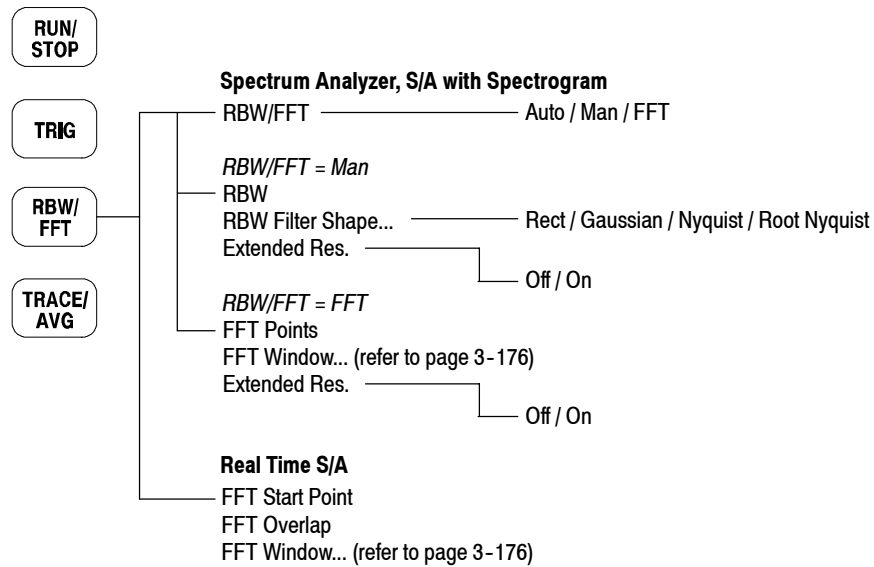 RUN/
STOP
TRIG
RBW/
FFT
TRACE/
AVG
Spectrum Analyzer, S/A with Spectrogram
RBW/FFT Auto / Man / FFT
RBW/FFT = Man
RBW
RBW Filter Shape... Rect / Gaussian / Nyquist / Root Nyquist
Extended Res.
Off / On
RBW/FFT = FFT
FFT Points
FFT Window... (refer to page 3-176)
Extended Res.
Off / On
Real Time S/A
FFT Start Point
FFT Overlap
FFT Window... (refer to page 3-176)